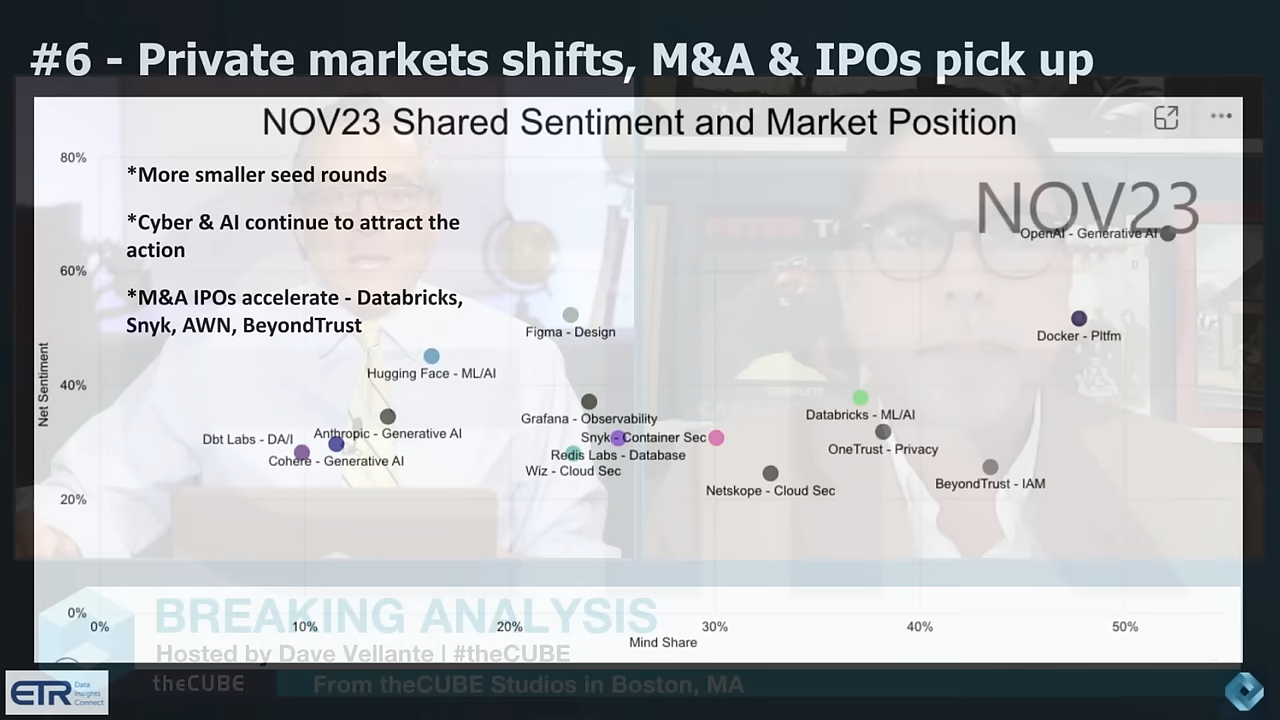 #6 - Private markets shifts, M&A & IPOs pick up
NOV23 Shared Sentiment and Market Position
80%
*More smaller seed rounds
NOV23
*Cyber & AI continue to attract the
action
OpenAI - Generative AI
60%
*M&A IPOs accelerate - Databricks,
Snyk, AWN, BeyondTrust
Figma - Design
Docker - Pltfm
Net Sentiment
Hugging Face - ML/AI
40%
Grafana - Observability
Databricks - ML/AI
Anthropic - Generative AI
Dbt Labs - DA/I
Snyk - Container Sec
OneTrust - Privacy
Cohere - Generative AI
Redis Labs - Database
Wiz - Cloud Sec
Netskope - Cloud Sec
BeyondTrust - IAM
20%
0%
0%
10%
20%
30%
40%
50%
Mind Share
BREAKING ANALYSIS
Hosted by Dave Vellante | #theCUBE
theCUBE
From theCUBE Studios in Boston, MA
ETR
Data
Insights
Connect